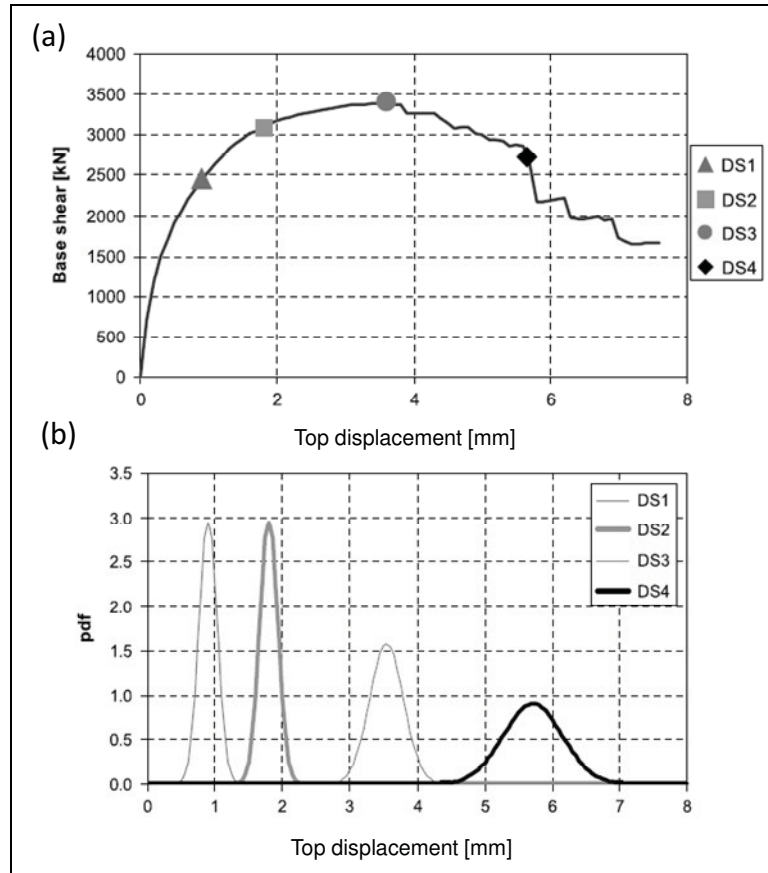 (a)
4000
3500
3000
2500
2000
1500
1000
500
0
Base shear [kN]
0 2 4 6 8
Top displacement [mm]
DS1
DS2
DS3
DS4
(b)
3.5
3.0
2.5
2.0
1.5
1.0
0.5
0.0
pdf
0 1 2 3 4 5 6 7 8
Top displacement [mm]
DS1
DS2
DS3
DS4